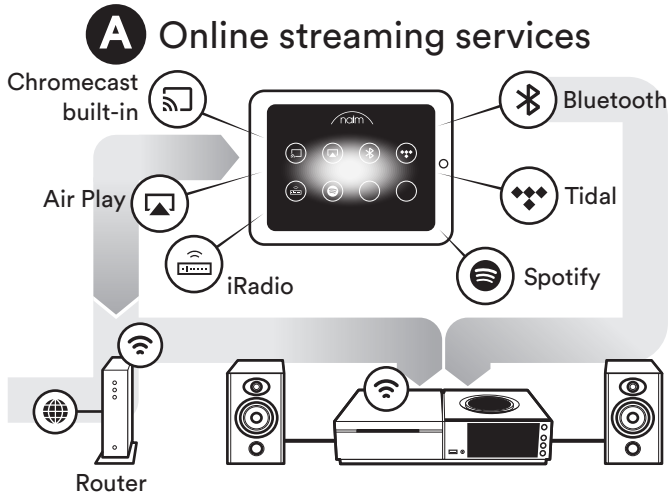 A Online streaming services
Chromecast
built-in
Bluetooth
naim
Air Play
Tidal
iRadio
Spotify
Router